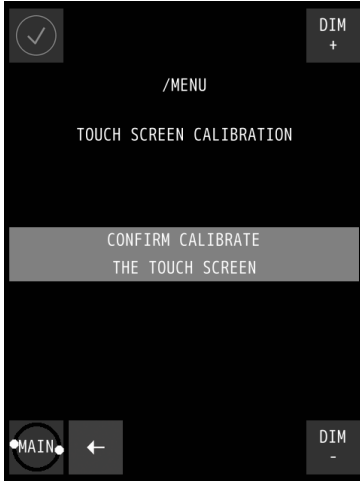 DIM
+
/MENU
TOUCH SCREEN CALIBRATION
CONFIRM CALIBRATE
THE TOUCH SCREEN
MAIN
←
DIM
-